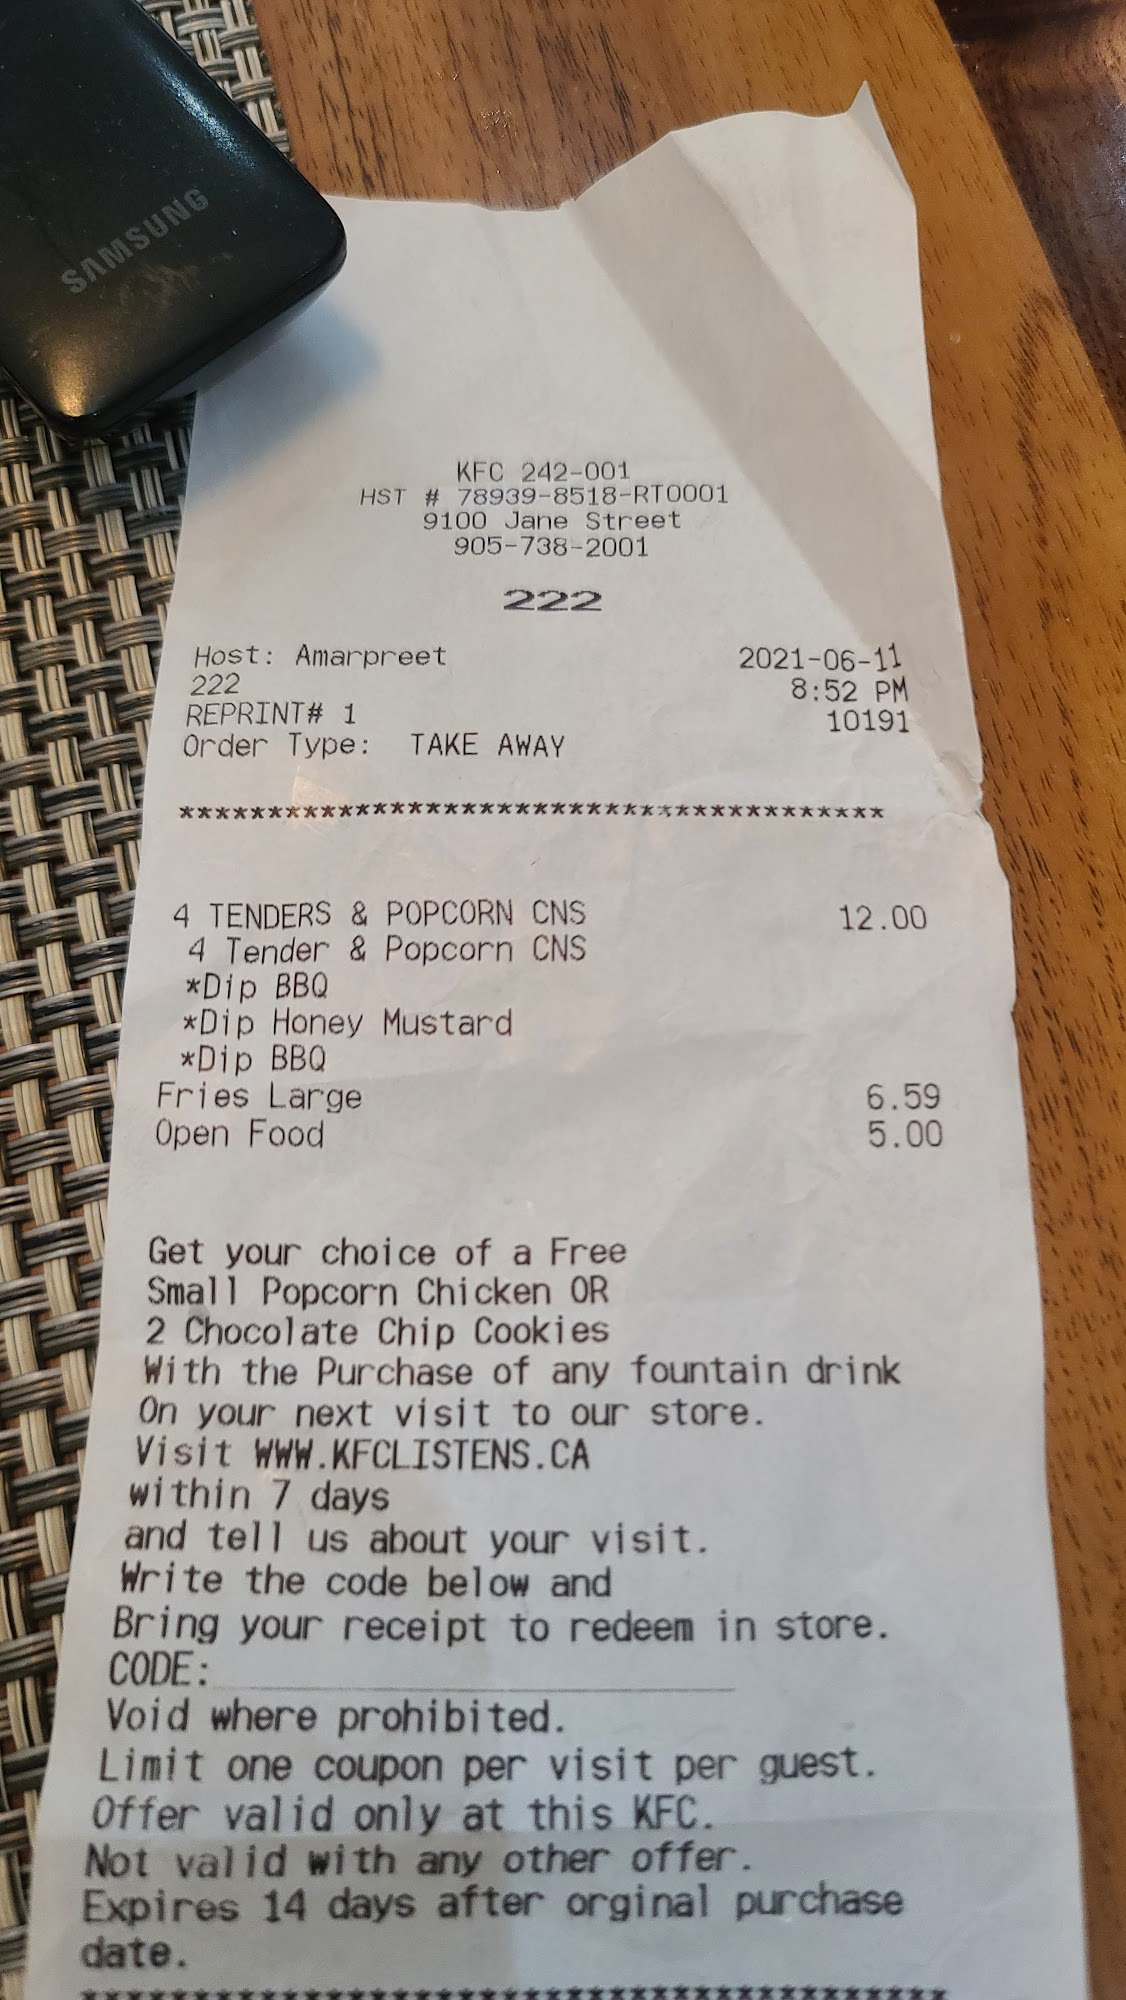 SAMSUNG
KFC 242-001
HST # 78939-8518-RT0001
9100 Jane Street
905-738-2001
222
Host: Amarpreet 2021-06-11
222 8:52 PM
REPRINT# 1 10191
Order Type: TAKE AWAY
****************************************
4 TENDERS & POPCORN CNS 12.00
4 Tender & Popcorn CNS
*Dip BBQ
*Dip Honey Mustard
*Dip BBQ
Fries Large 6.59
Open Food 5.00
Get your choice of a Free
Small Popcorn Chicken OR
2 Chocolate Chip Cookies
With the Purchase of any fountain drink
On your next visit to our store.
Visit WWW.KFCLISTENS.CA
within 7 days
and tell us about your visit.
Write the code below and
Bring your receipt to redeem in store.
CODE:
Void where prohibited.
Limit one coupon per visit per guest.
Offer valid only at this KFC.
Not valid with any other offer.
Expires 14 days after orginal purchase
date.
****************************************